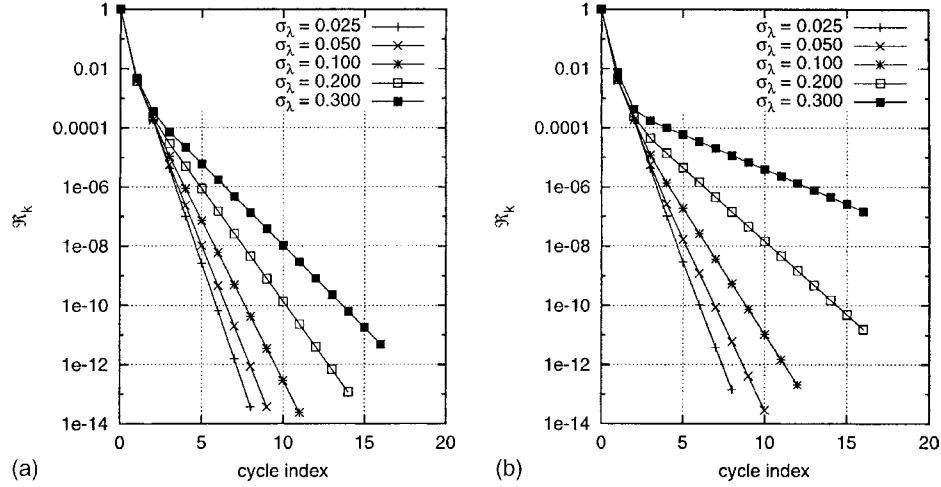 1
0.01
0.0001
1e-06
1e-08
1e-10
1e-12
1e-14
ℜk
0 5 10 15 20
cycle index
(a)
σλ = 0.025
σλ = 0.050
σλ = 0.100
σλ = 0.200
σλ = 0.300
1
0.01
0.0001
1e-06
1e-08
1e-10
1e-12
1e-14
ℜk
0 5 10 15 20
cycle index
(b)
σλ = 0.025
σλ = 0.050
σλ = 0.100
σλ = 0.200
σλ = 0.300